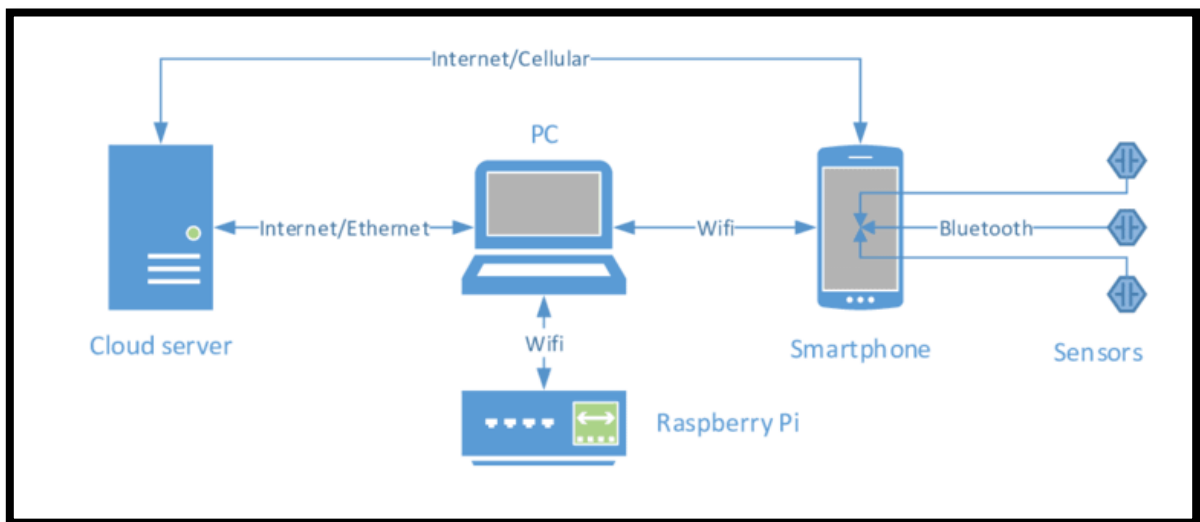 Internet/Cellular
PC
Internet/Ethernet
Wifi
Bluetooth
Cloud server
Wifi
Smartphone
Sensors
Raspberry Pi